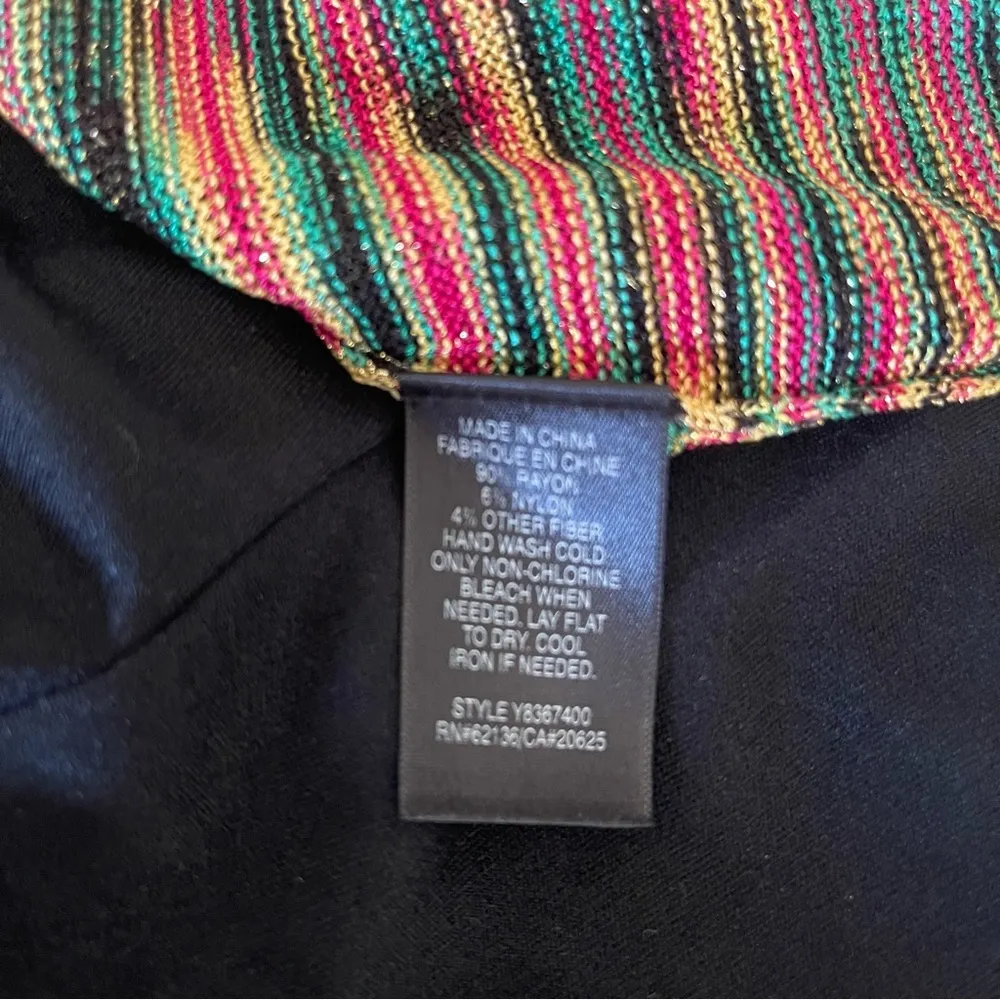 MADE IN CHINA
FABRIQUE EN CHINE
90% RAYON
6% NYLON
4% OTHER FIBER
HAND WASH COLD.
ONLY NON-CHLORINE
BLEACH WHEN
NEEDED. LAY FLAT
TO DRY. COOL
IRON IF NEEDED.
STYLE Y8367400
RN#62136/CA#20625